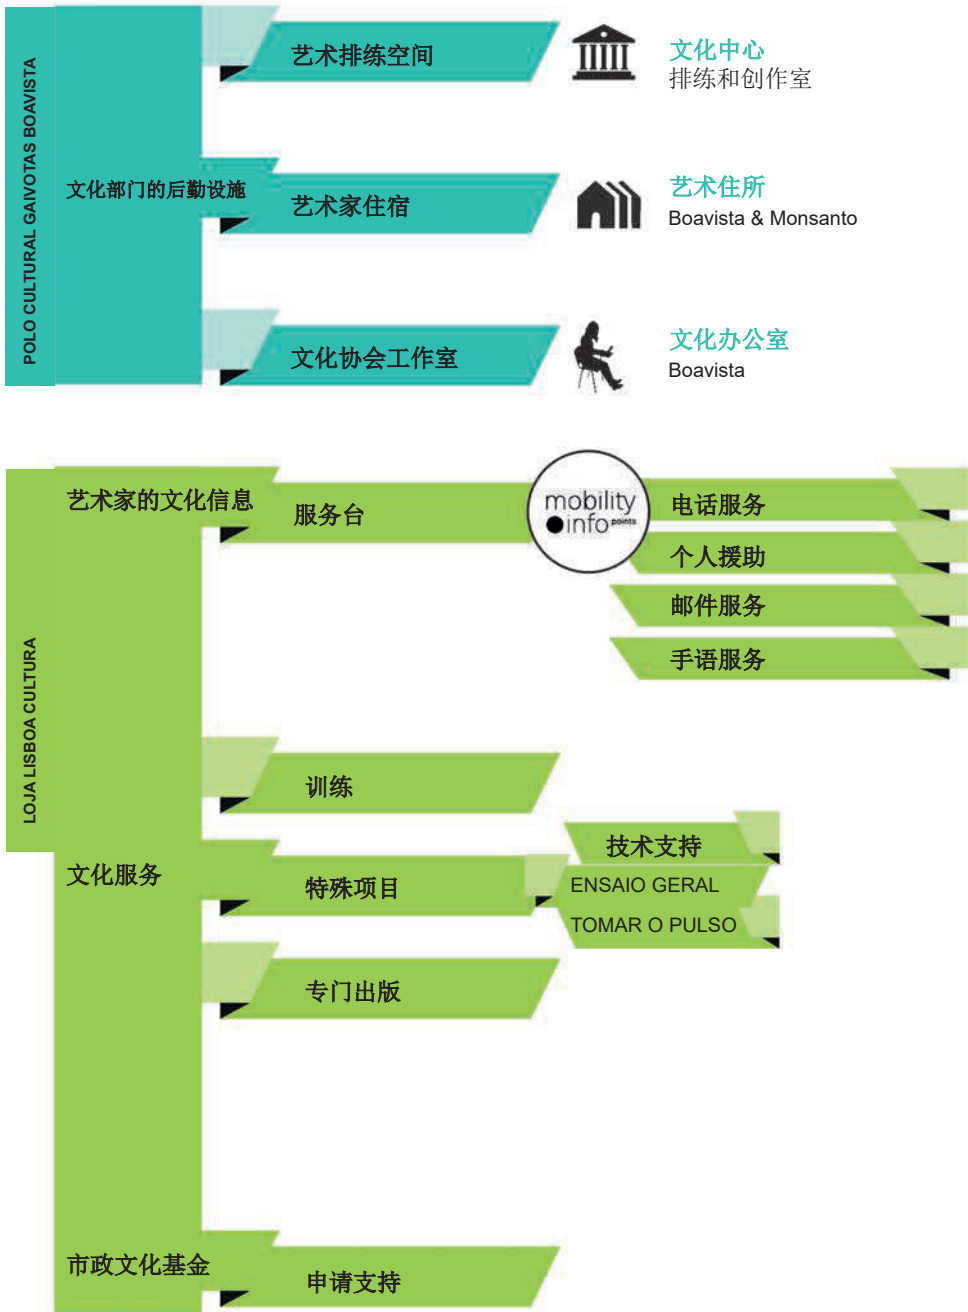 POLO CULTURAL GAIVOTAS BOAVISTA
文化部门的后勤设施
艺术排练空间
文化中心
排练和创作室
艺术家住宿
艺术住所
Boavista & Monsanto
文化协会工作室
文化办公室
Boavista
LOJA LISBOA CULTURA
艺术家的文化信息
服务台
mobility
info points
电话服务
个人援助
邮件服务
手语服务
文化服务
训练
特殊项目
技术支持
ENSAIO GERAL
TOMAR O PULSO
专门出版
市政文化基金
申请支持